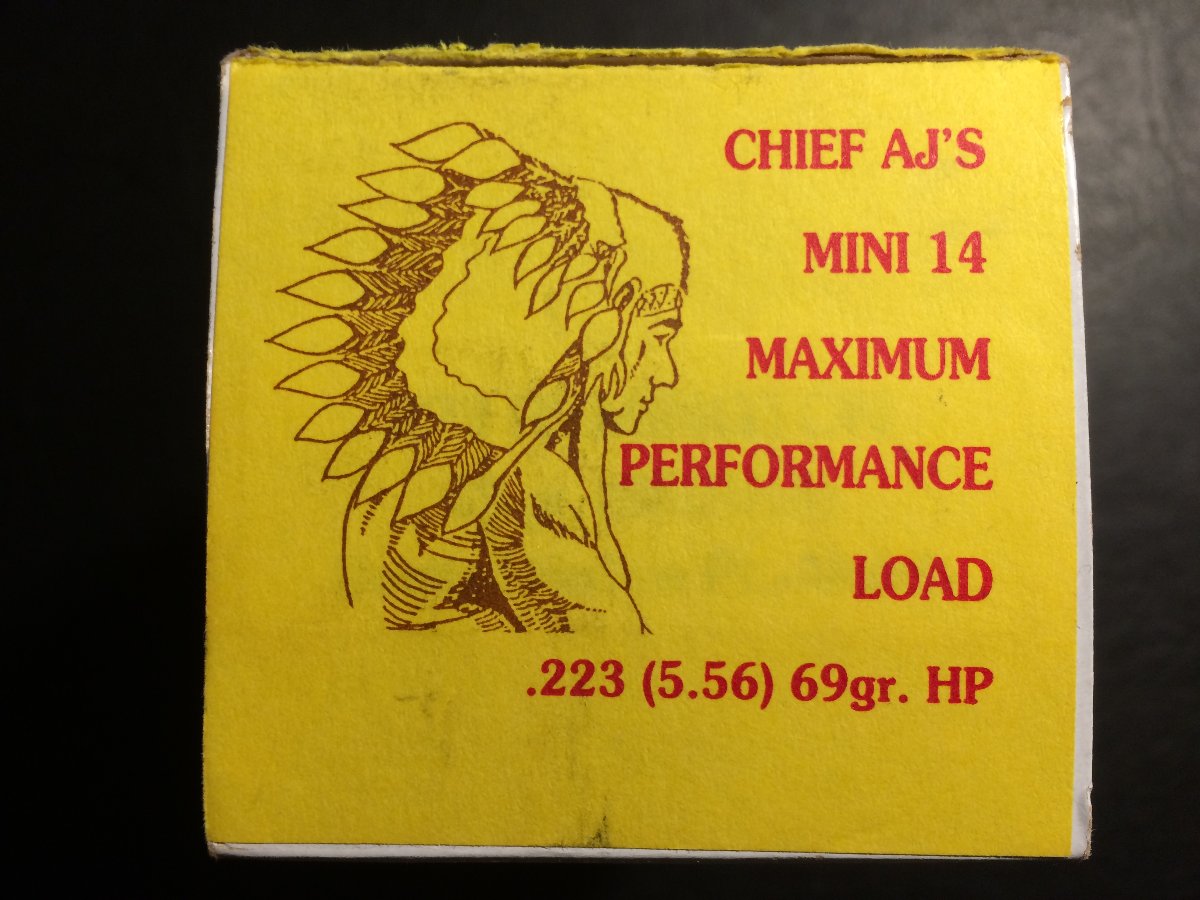 CHIEF AJ'S
MINI 14
MAXIMUM
PERFORMANCE
LOAD
.223 (5.56) 69gr. HP